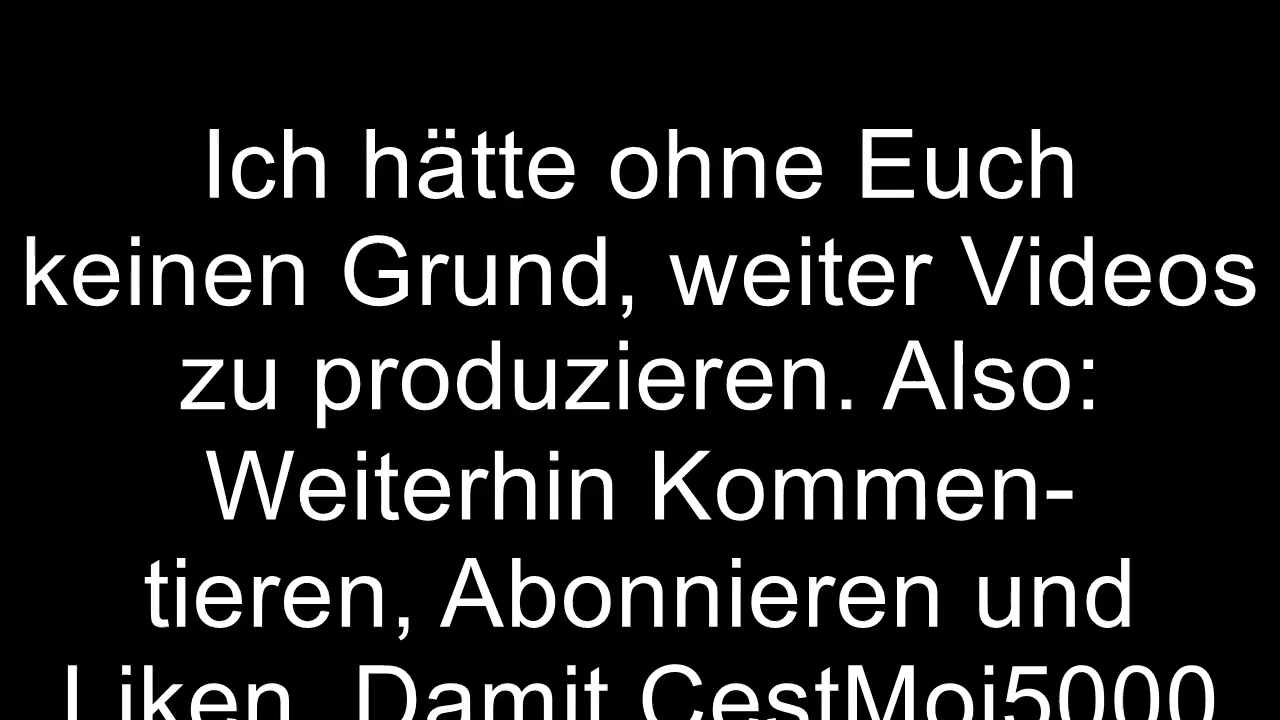 Ich hätte ohne Euch
keinen Grund, weiter Videos
zu produzieren. Also:
Weiterhin Kommen-
tieren, Abonnieren und
Liken. Damit CestMoi5000